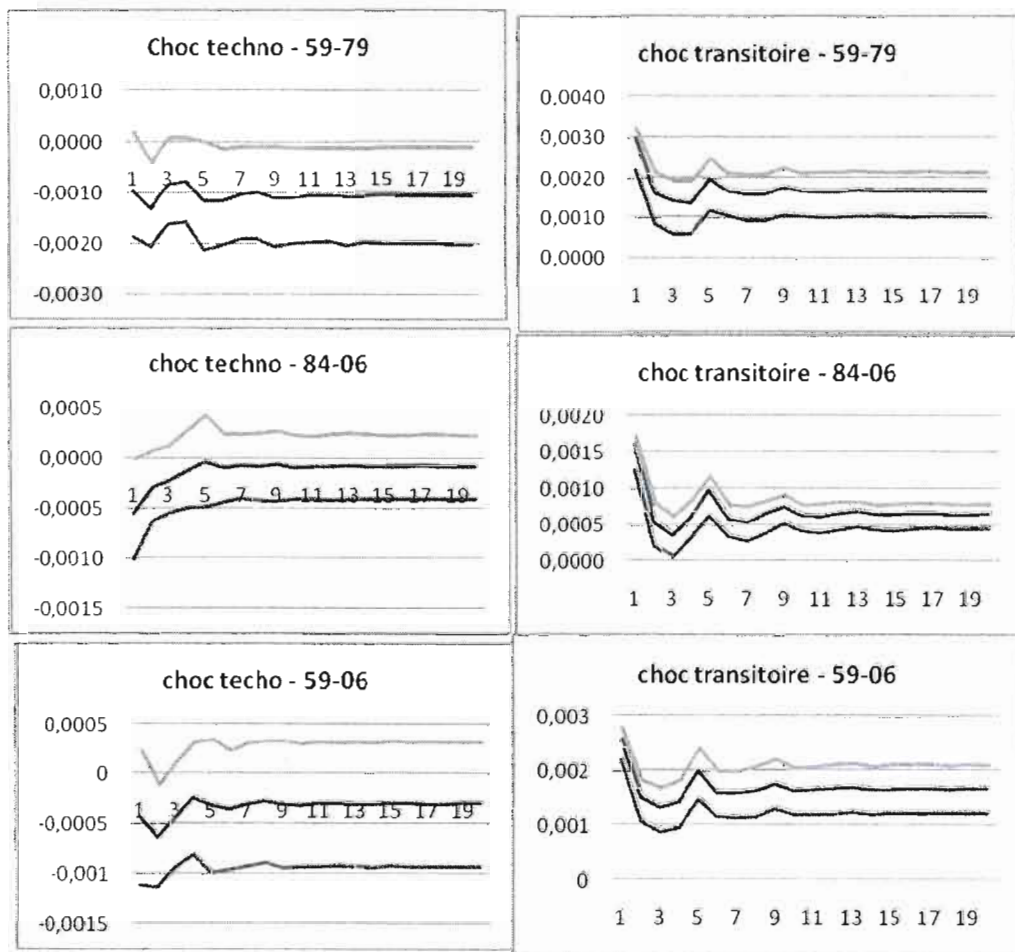 Choc techno - 59-79
0,0010
0,0000
1 3 5 7 9 11 13 15 17 19
-0,0010
-0,0020
-0,0030
choc transitoire - 59-79
0,0040
0,0030
0,0020
0,0010
0,0000
1 3 5 7 9 11 13 15 17 19
choc techno - 84-06
0,0005
0,0000
1 3 5 7 9 11 13 15 17 19
-0,0005
-0,0010
-0,0015
choc transitoire - 84-06
0,0020
0,0015
0,0010
0,0005
0,0000
1 3 5 7 9 11 13 15 17 19
choc techo - 59-06
0,0005
0
1 3 5 7 9 11 13 15 17 19
-0,0005
-0,001
-0,0015
choc transitoire - 59-06
0,003
0,002
0,001
0
1 3 5 7 9 11 13 15 17 19